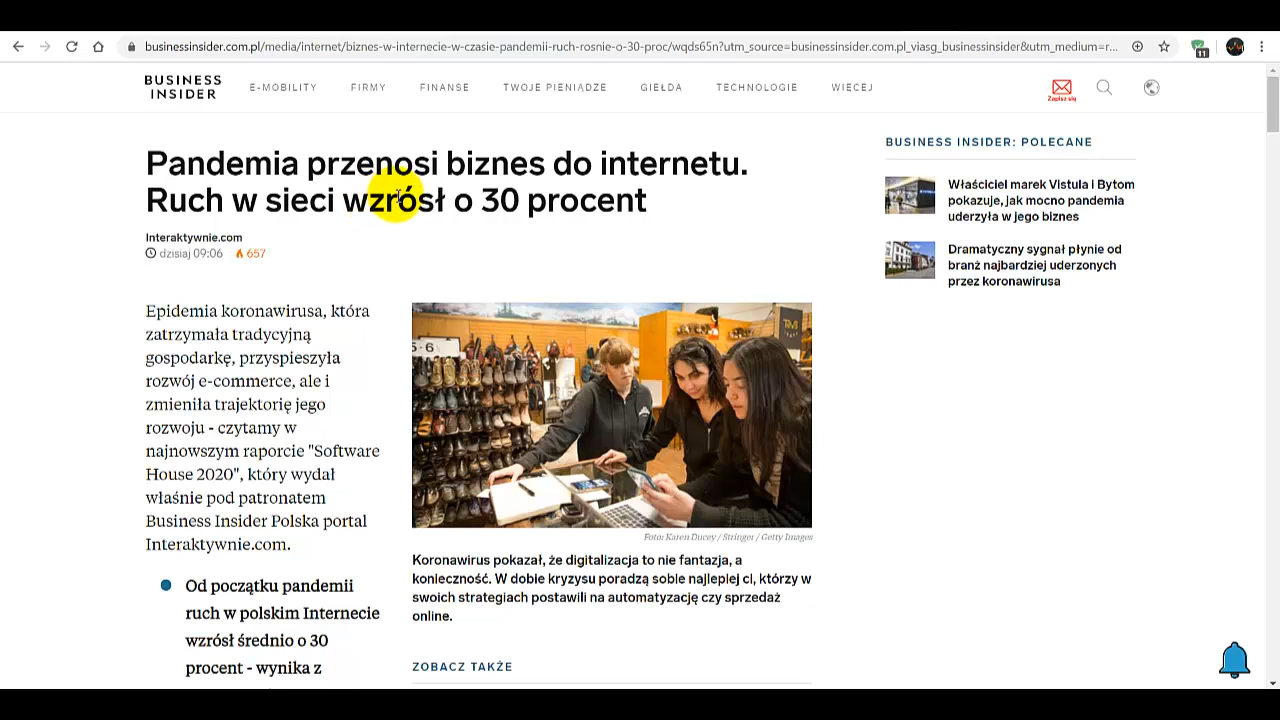 businessinsider.com.pl/media/internet/biznes-w-internecie-w-czasie-pandemii-ruch-rosnie-o-30-proc/wqds65n?utm_source=businessinsider.com.pl_viasg_businessinsider&utm_medium=r...
11
BUSINESS
INSIDER
E-MOBILITY FIRMY FINANSE TWOJE PIENIĄDZE GIEŁDA TECHNOLOGIE WIĘCEJ
Zapisz się
Pandemia przenosi biznes do internetu.
Ruch w sieci wzrósł o 30 procent
Interaktywnie.com
dzisiaj 09:06 657
Epidemia koronawirusa, która
zatrzymała tradycyjną
gospodarkę, przyspieszyła
rozwój e-commerce, ale i
zmieniła trajektorię jego
rozwoju - czytamy w
najnowszym raporcie "Software
House 2020", który wydał
właśnie pod patronatem
Business Insider Polska portal
Interaktywnie.com.
Od początku pandemii
ruch w polskim Internecie
wzrósł średnio o 30
procent - wynika z
Foto: Karen Ducey / Stringer / Getty Images
Koronawirus pokazał, że digitalizacja to nie fantazja, a
konieczność. W dobie kryzysu poradzą sobie najlepiej ci, którzy w
swoich strategiach postawili na automatyzację czy sprzedaż
online.
ZOBACZ TAKŻE
BUSINESS INSIDER: POLECANE
Właściciel marek Vistula i Bytom
pokazuje, jak mocno pandemia
uderzyła w jego biznes
Dramatyczny sygnał płynie od
branż najbardziej uderzonych
przez koronawirusa